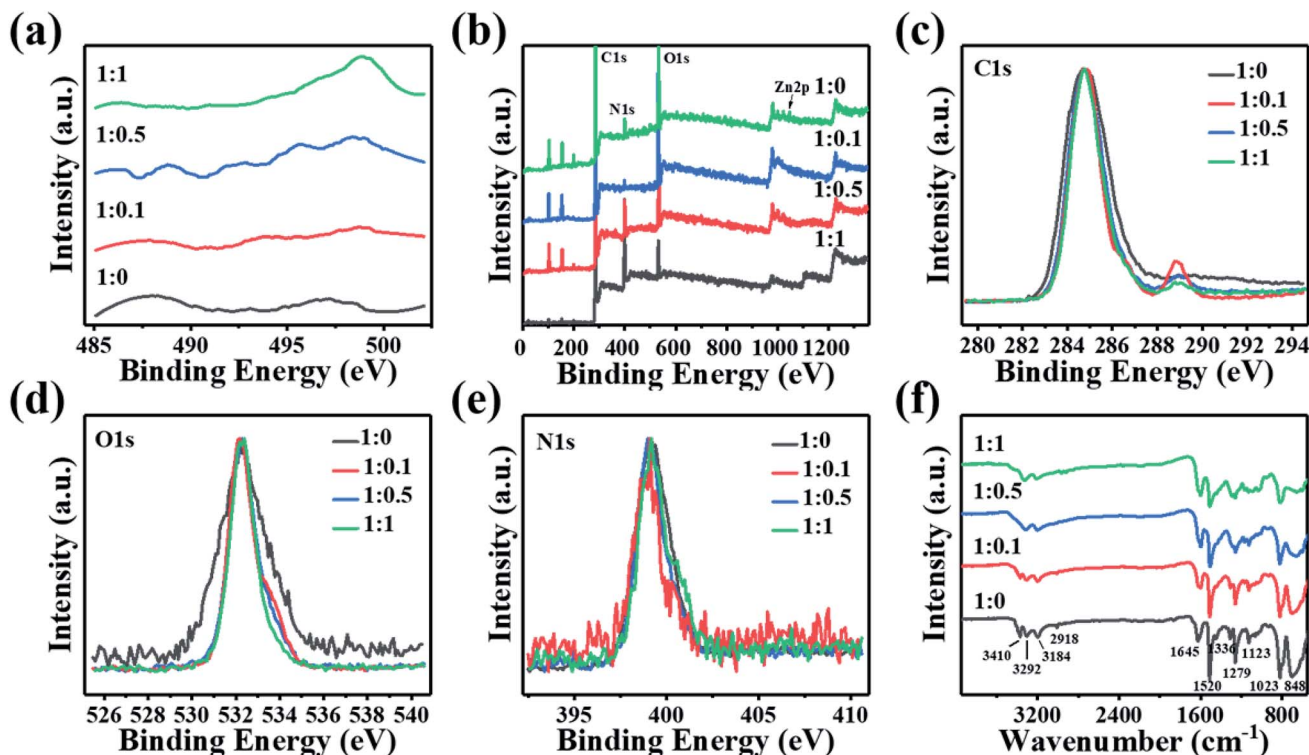 (a)
1:1
1:0.5
1:0.1
1:0
Intensity (a.u.)
485 490 495 500
Binding Energy (eV)
(b)
C1s
O1s
N1s
Zn2p
1:0
1:0.1
1:0.5
1:1
Intensity (a.u.)
0 200 400 600 800 1000 1200
Binding Energy (eV)
(c)
C1s
1:0
1:0.1
1:0.5
1:1
Intensity (a.u.)
280 282 284 286 288 290 292 294
Binding Energy (eV)
(d)
O1s
1:0
1:0.1
1:0.5
1:1
Intensity (a.u.)
526 528 530 532 534 536 538 540
Binding Energy (eV)
(e)
N1s
1:0
1:0.1
1:0.5
1:1
Intensity (a.u.)
395 400 405 410
Binding Energy (eV)
(f)
1:1
1:0.5
1:0.1
1:0
3410
3292
3184
2918
1645
1520
1336
1279
1123
1023
848
Intensity (a.u.)
3200 2400 1600 800
Wavenumber (cm⁻¹)